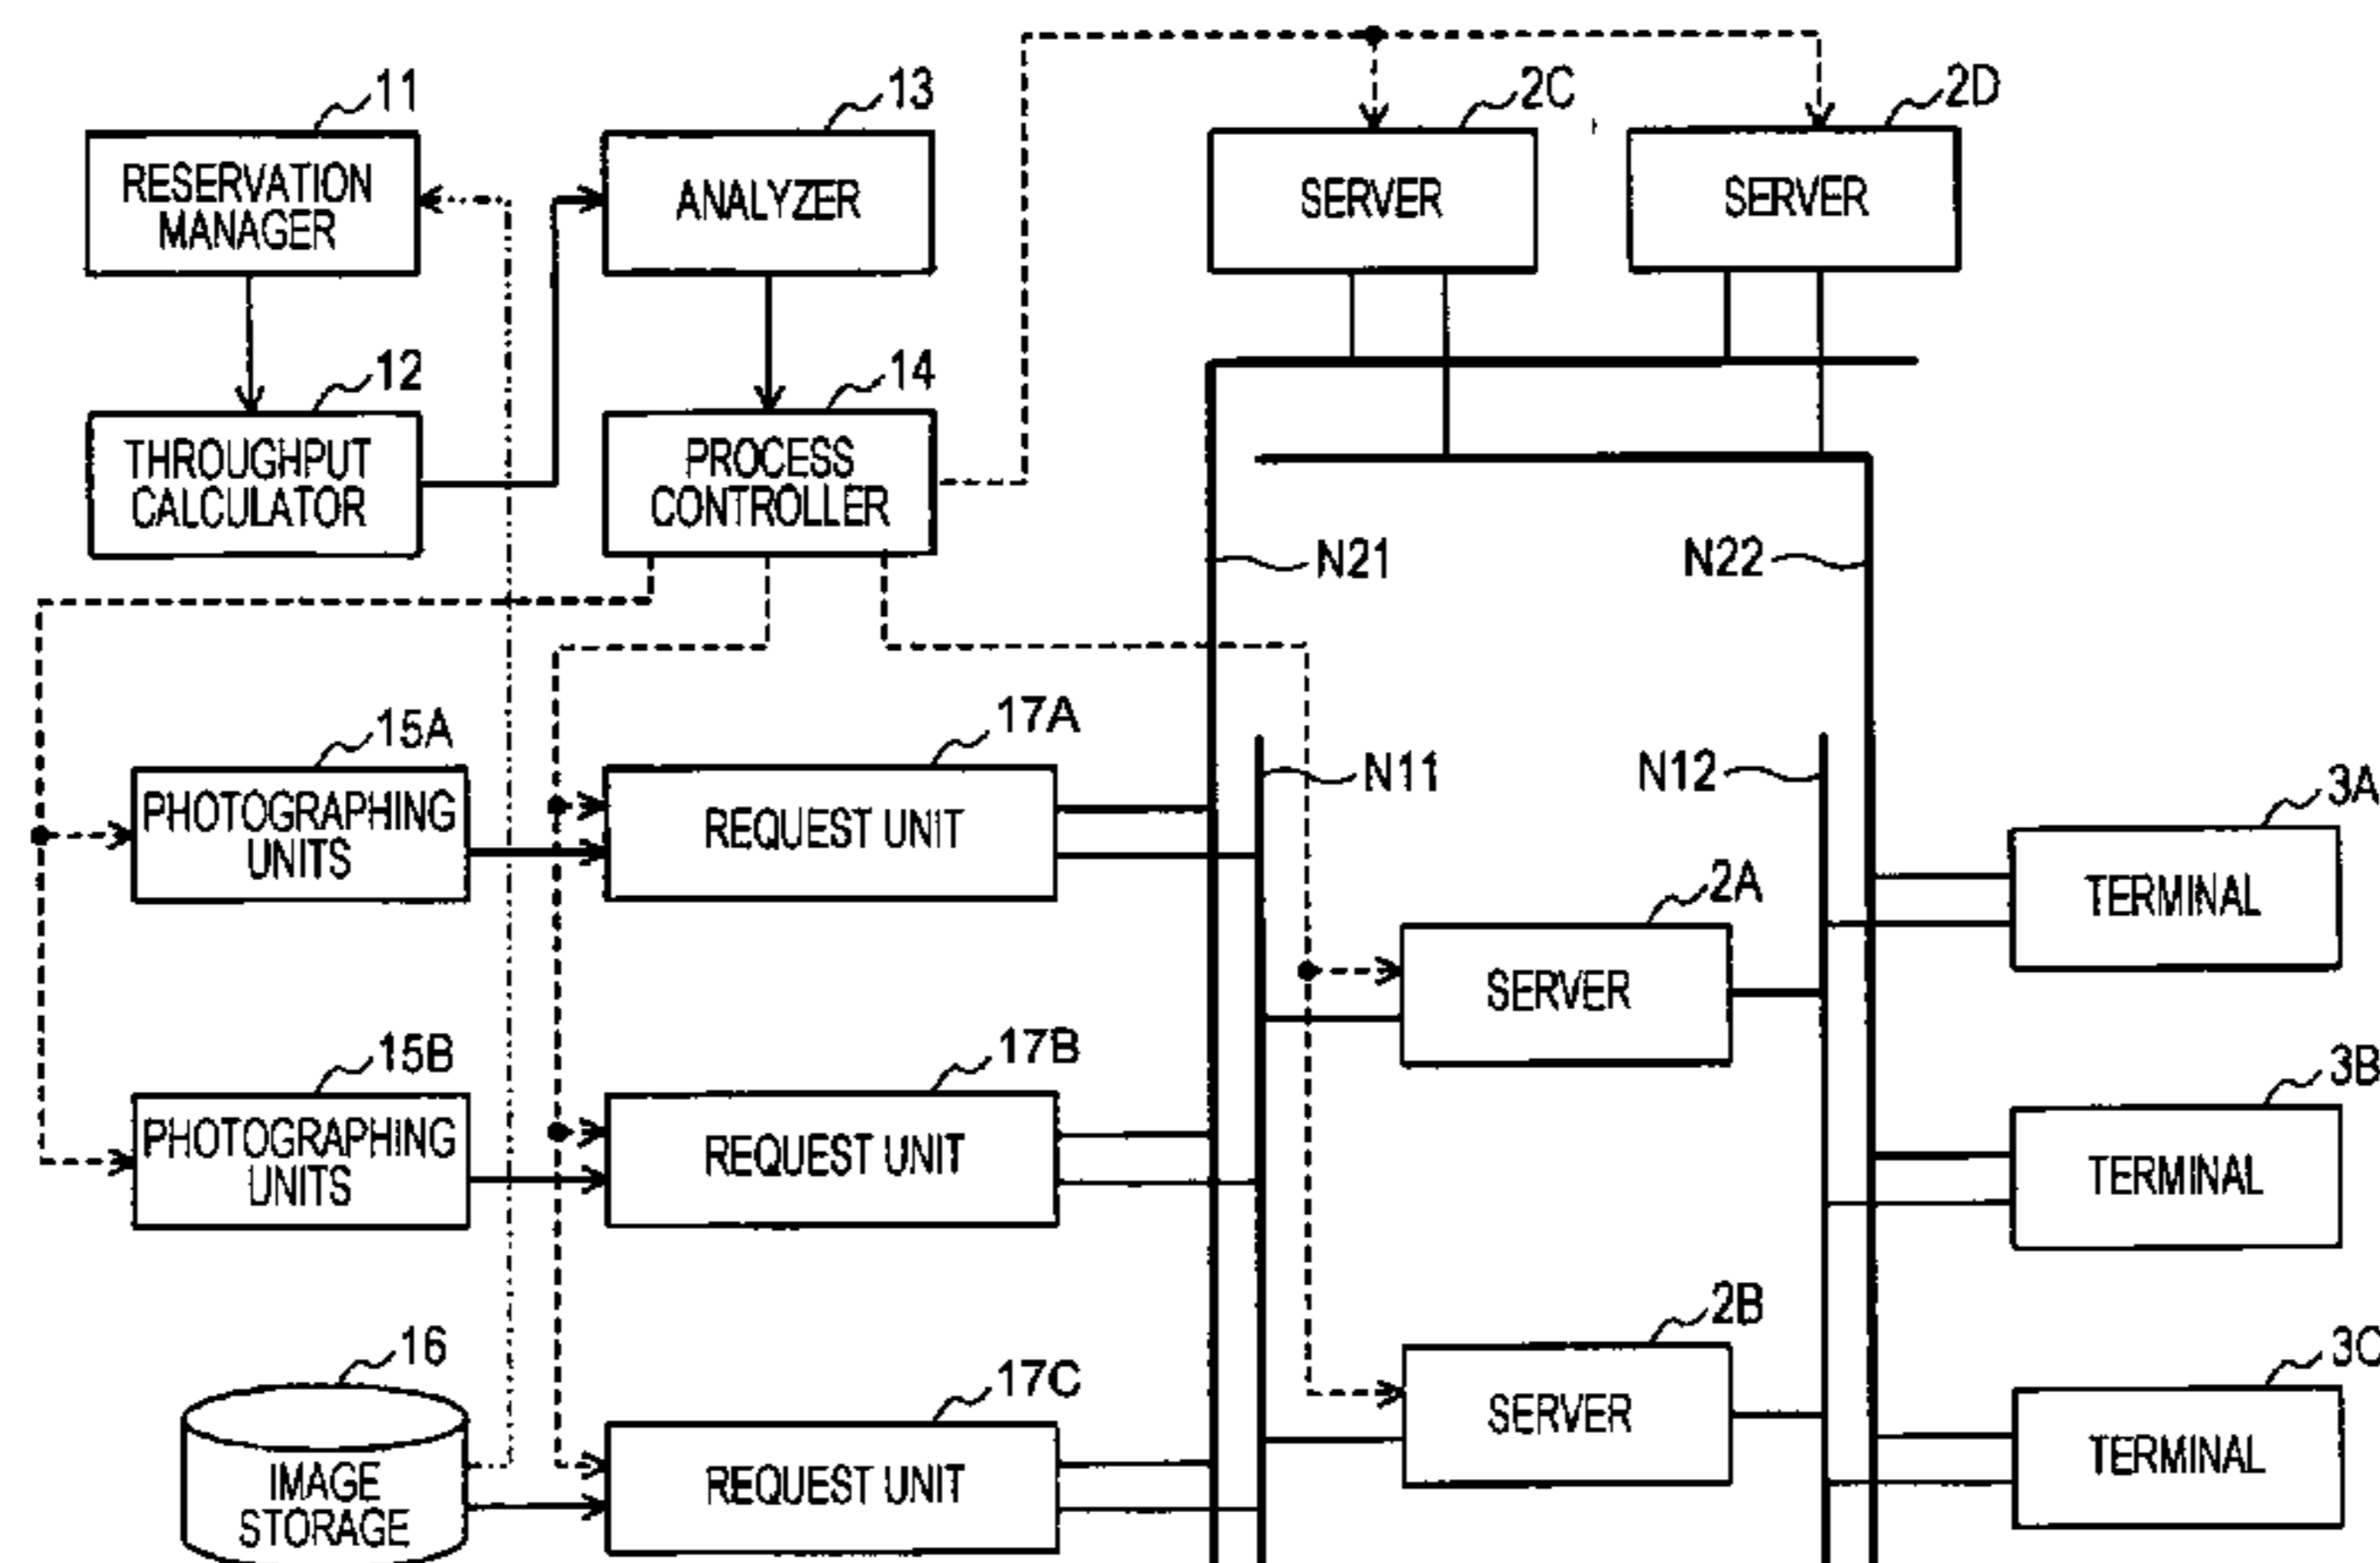 11
13
2C
2D
RESERVATION
MANAGER
ANALYZER
SERVER
SERVER
12
14
THROUGHPUT
CALCULATOR
PROCESS
CONTROLLER
N21
N22
15A
17A
N11
N12
3A
PHOTOGRAPHING
UNITS
REQUEST UNIT
2A
TERMINAL
SERVER
15B
17B
3B
PHOTOGRAPHING
UNITS
REQUEST UNIT
TERMINAL
2B
16
17C
3C
SERVER
IMAGE
STORAGE
REQUEST UNIT
TERMINAL